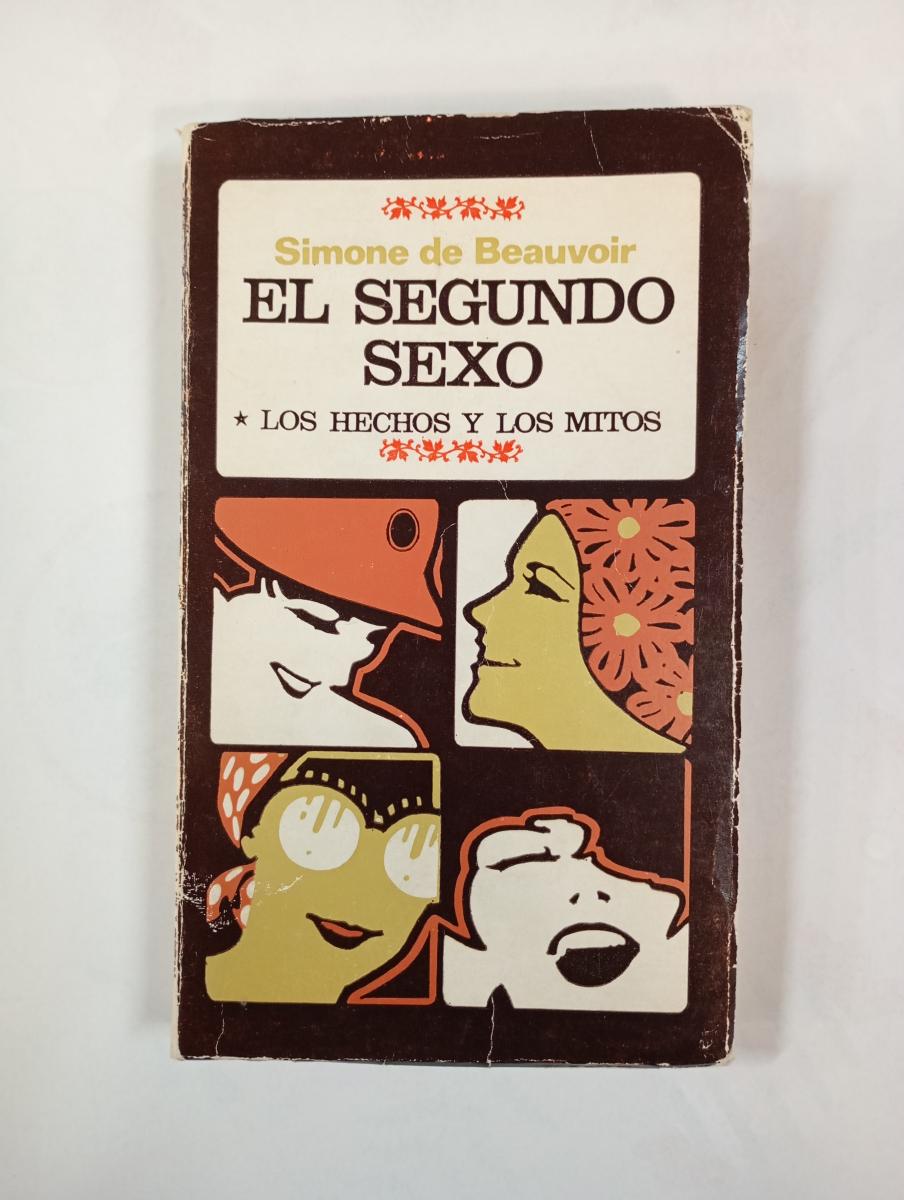 Simone de Beauvoir
EL SEGUNDO
SEXO
* LOS HECHOS Y LOS MITOS